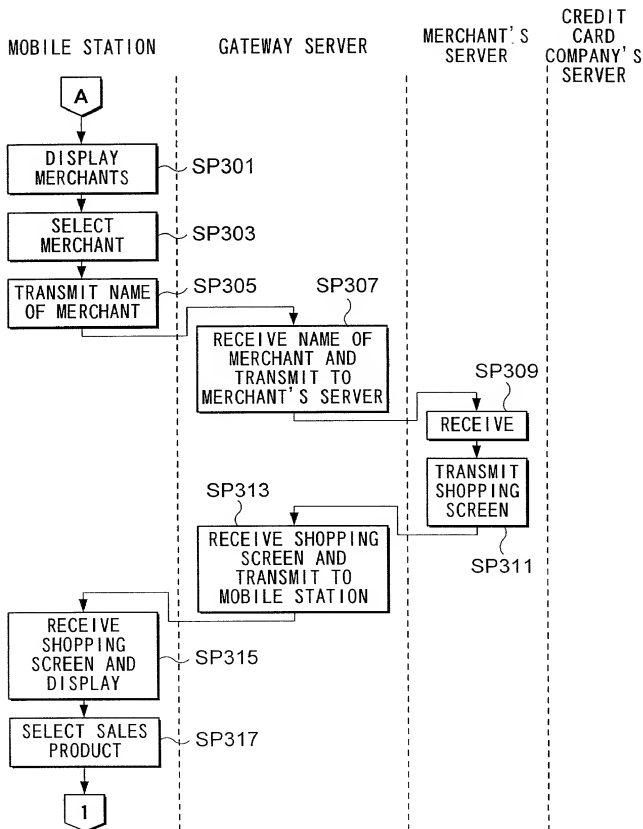 MOBILE STATION
GATEWAY SERVER
MERCHANT'S
SERVER
CREDIT
CARD
COMPANY'S
SERVER
A
DISPLAY
MERCHANTS
SP301
SELECT
MERCHANT
SP303
TRANSMIT NAME
OF MERCHANT
SP305
SP307
RECEIVE NAME OF
MERCHANT AND
TRANSMIT TO
MERCHANT'S SERVER
SP309
RECEIVE
TRANSMIT
SHOPPING
SCREEN
SP311
SP313
RECEIVE SHOPPING
SCREEN AND
TRANSMIT TO
MOBILE STATION
RECEIVE
SHOPPING
SCREEN AND
DISPLAY
SP315
SELECT SALES
PRODUCT
SP317
1